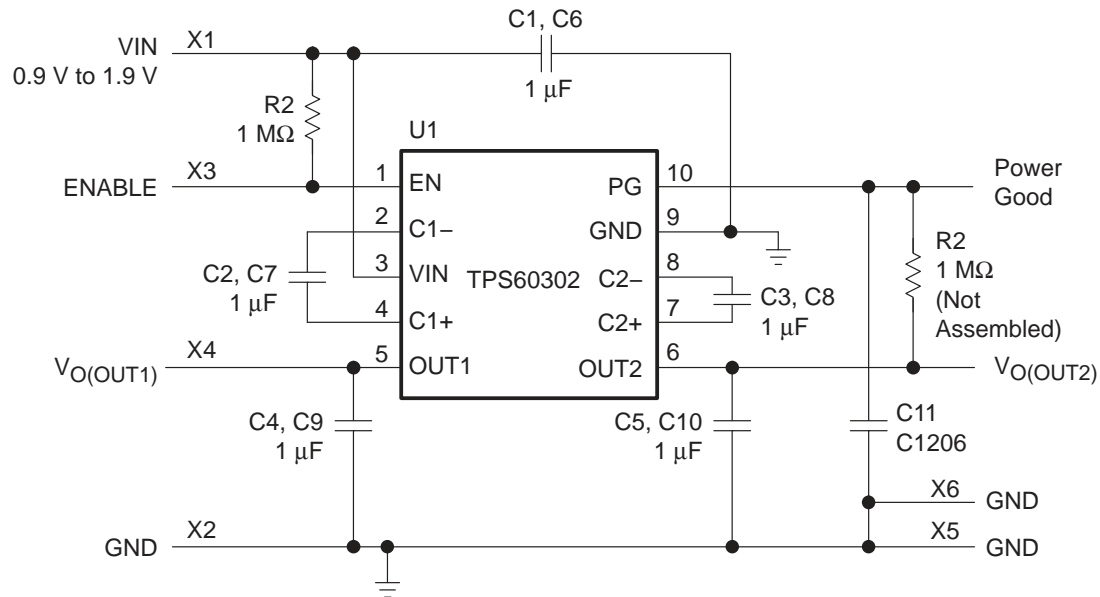 C1, C6
1 μF
VIN
0.9 V to 1.9 V
X1
R2
1 MΩ
U1
ENABLE
X3
1
EN
2
C1–
3
VIN
4
C1+
5
OUT1
TPS60302
PG
10
GND
9
C2–
8
C2+
7
OUT2
6
C2, C7
1 μF
C3, C8
1 μF
Power
Good
R2
1 MΩ
(Not
Assembled)
VO(OUT1)
X4
VO(OUT2)
C4, C9
1 μF
C5, C10
1 μF
C11
C1206
X6
GND
GND
X2
X5
GND